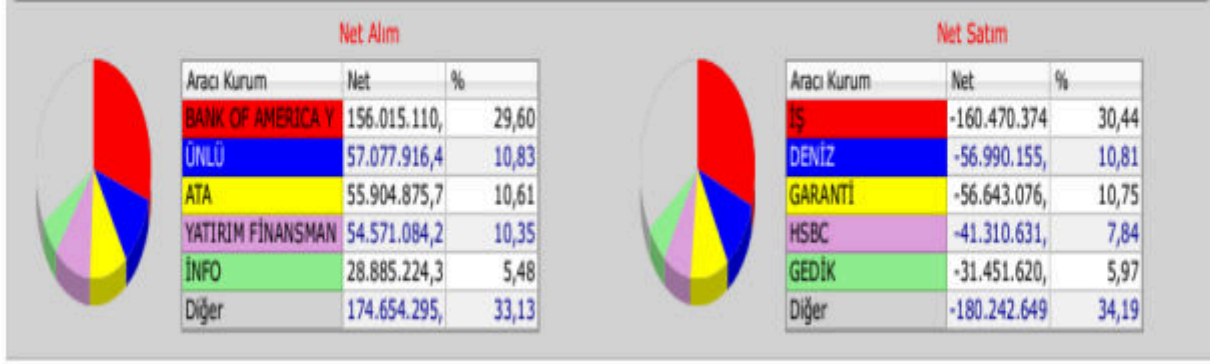 Net Alım
Aracı Kurum Net %
BANK OF AMERICA Y 156.015.110, 29,60
ÜNLÜ 57.077.916,4 10,83
ATA 55.904.875,7 10,61
YATIRIM FİNANSMAN 54.571.084,2 10,35
İNFO 28.885.224,3 5,48
Diğer 174.654.295, 33,13
Net Satım
Aracı Kurum Net %
İŞ -160.470.374 30,44
DENİZ -56.990.155, 10,81
GARANTİ -56.643.076, 10,75
HSBC -41.310.631, 7,84
GEDİK -31.451.620, 5,97
Diğer -180.242.649 34,19